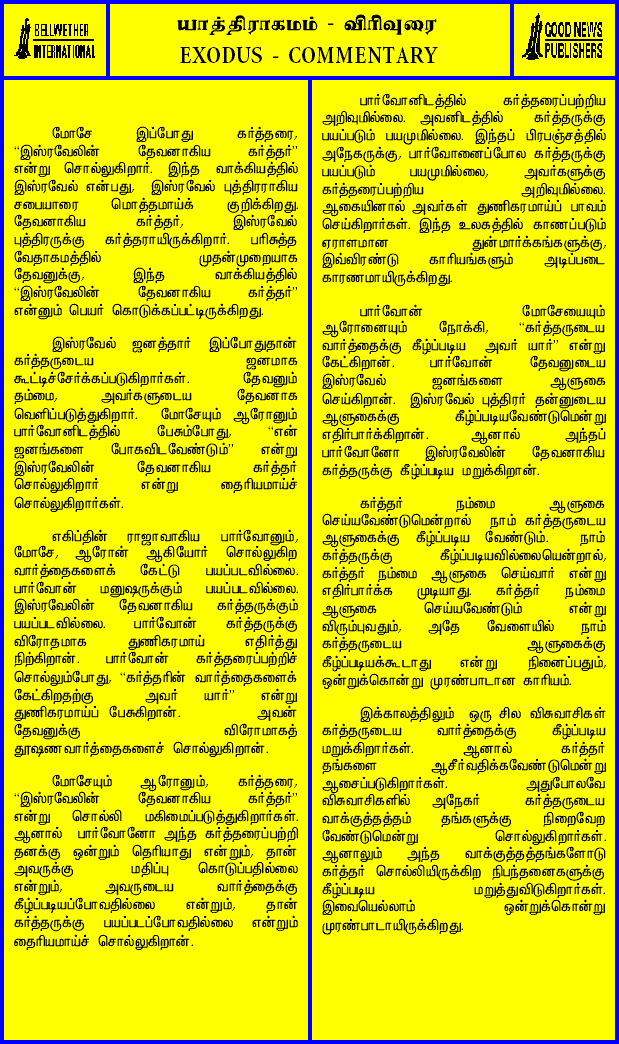 BELLWETHER
INTERNATIONAL
யாத்திராகமம் - விரிவுரை
EXODUS - COMMENTARY
GOOD NEWS
PUBLISHERS
மோசே இப்போது கர்த்தரை,
“இஸ்ரவேலின் தேவனாகிய கர்த்தர்”
என்று சொல்லுகிறார். இந்த வாக்கியத்தில்
இஸ்ரவேல் என்பது, இஸ்ரவேல் புத்திரராகிய
சபையாரை மொத்தமாய்க் குறிக்கிறது.
தேவனாகிய கர்த்தர், இஸ்ரவேல்
புத்திரருக்கு கர்த்தராயிருக்கிறார். பரிசுத்த
வேதாகமத்தில் முதன்முறையாக
தேவனுக்கு, இந்த வாக்கியத்தில்
“இஸ்ரவேலின் தேவனாகிய கர்த்தர்”
என்னும் பெயர் கொடுக்கப்பட்டிருக்கிறது.
இஸ்ரவேல் ஜனத்தார் இப்போதுதான்
கர்த்தருடைய ஜனமாக
கூட்டிச்சேர்க்கப்படுகிறார்கள். தேவனும்
தம்மை, அவர்களுடைய தேவனாக
வெளிப்படுத்துகிறார். மோசேயும் ஆரோனும்
பார்வோனிடத்தில் பேசும்போது, “என்
ஜனங்களை போகவிடவேண்டும்” என்று
இஸ்ரவேலின் தேவனாகிய கர்த்தர்
சொல்லுகிறார் என்று தைரியமாய்ச்
சொல்லுகிறார்கள்.
எகிப்தின் ராஜாவாகிய பார்வோனும்,
மோசே, ஆரோன் ஆகியோர் சொல்லுகிற
வார்த்தைகளைக் கேட்டு பயப்படவில்லை.
பார்வோன் மனுஷருக்கும் பயப்படவில்லை.
இஸ்ரவேலின் தேவனாகிய கர்த்தருக்கும்
பயப்படவில்லை. பார்வோன் கர்த்தருக்கு
விரோதமாக துணிகரமாய் எதிர்த்து
நிற்கிறான். பார்வோன் கர்த்தரைப்பற்றிச்
சொல்லும்போது, “கர்த்தரின் வார்த்தைகளைக்
கேட்கிறதற்கு அவர் யார்” என்று
துணிகரமாய்ப் பேசுகிறான். அவன்
தேவனுக்கு விரோமாகத்
தூஷணவார்த்தைகளைச் சொல்லுகிறான்.
மோசேயும் ஆரோனும், கர்த்தரை,
“இஸ்ரவேலின் தேவனாகிய கர்த்தர்”
என்று சொல்லி மகிமைப்படுத்துகிறார்கள்.
ஆனால் பார்வோனோ அந்த கர்த்தரைப்பற்றி
தனக்கு ஒன்றும் தெரியாது என்றும், தான்
அவருக்கு மதிப்பு கொடுப்பதில்லை
என்றும், அவருடைய வார்த்தைக்கு
கீழ்ப்படியப்போவதில்லை என்றும், தான்
கர்த்தருக்கு பயப்படப்போவதில்லை என்றும்
தைரியமாய்ச் சொல்லுகிறான்.
பார்வோனிடத்தில் கர்த்தரைப்பற்றிய
அறிவுமில்லை. அவனிடத்தில் கர்த்தருக்கு
பயப்படும் பயமுமில்லை. இந்தப் பிரபஞ்சத்தில்
அநேகருக்கு, பார்வோனைப்போல கர்த்தருக்கு
பயப்படும் பயமுமில்லை, அவர்களுக்கு
கர்த்தரைப்பற்றிய அறிவுமில்லை.
ஆகையினால் அவர்கள் துணிகரமாய்ப் பாவம்
செய்கிறார்கள். இந்த உலகத்தில் காணப்படும்
ஏராளமான துன்மார்க்கங்களுக்கு,
இவ்விரண்டு காரியங்களும் அடிப்படை
காரணமாயிருக்கிறது.
பார்வோன் மோசேயையும்
ஆரோனையும் நோக்கி, “கர்த்தருடைய
வார்த்தைக்கு கீழ்ப்படிய அவர் யார்” என்று
கேட்கிறான். பார்வோன் தேவனுடைய
இஸ்ரவேல் ஜனங்களை ஆளுகை
செய்கிறான். இஸ்ரவேல் புத்திரர் தன்னுடைய
ஆளுகைக்கு கீழ்ப்படியவேண்டுமென்று
எதிர்பார்க்கிறான். ஆனால் அந்தப்
பார்வோனோ இஸ்ரவேலின் தேவனாகிய
கர்த்தருக்கு கீழ்ப்படிய மறுக்கிறான்.
கர்த்தர் நம்மை ஆளுகை
செய்யவேண்டுமென்றால் நாம் கர்த்தருடைய
ஆளுகைக்கு கீழ்ப்படிய வேண்டும். நாம்
கர்த்தருக்கு கீழ்ப்படியவில்லையென்றால்,
கர்த்தர் நம்மை ஆளுகை செய்வார் என்று
எதிர்பார்க்க முடியாது. கர்த்தர் நம்மை
ஆளுகை செய்யவேண்டும் என்று
விரும்புவதும், அதே வேளையில் நாம்
கர்த்தருடைய ஆளுகைக்கு
கீழ்ப்படியக்கூடாது என்று நினைப்பதும்,
ஒன்றுக்கொன்று முரண்பாடான காரியம்.
இக்காலத்திலும் ஒரு சில விசுவாசிகள்
கர்த்தருடைய வார்த்தைக்கு கீழ்ப்படிய
மறுக்கிறார்கள். ஆனால் கர்த்தர்
தங்களை ஆசீர்வதிக்கவேண்டுமென்று
ஆசைப்படுகிறார்கள். அதுபோலவே
விசுவாசிகளில் அநேகர் கர்த்தருடைய
வாக்குத்தத்தம் தங்களுக்கு நிறைவேற
வேண்டுமென்று சொல்லுகிறார்கள்.
ஆனாலும் அந்த வாக்குத்தத்தங்களோடு
கர்த்தர் சொல்லியிருக்கிற நிபந்தனைகளுக்கு
கீழ்ப்படிய மறுத்துவிடுகிறார்கள்.
இவையெல்லாம் ஒன்றுக்கொன்று
முரண்பாடாயிருக்கிறது.